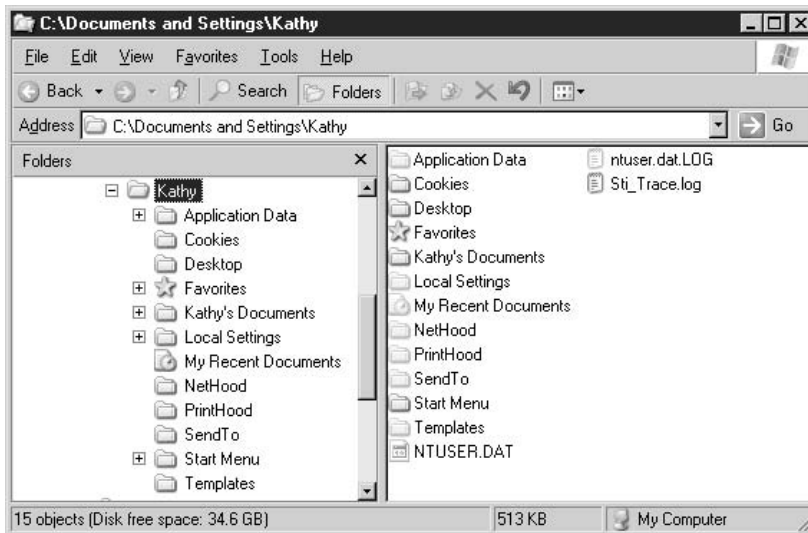 C:\Documents and Settings\Kathy
File Edit View Favorites Tools Help
Back Search Folders
Address C:\Documents and Settings\Kathy Go
Folders
Kathy
Application Data
Cookies
Desktop
Favorites
Kathy's Documents
Local Settings
My Recent Documents
NetHood
PrintHood
SendTo
Start Menu
Templates
Application Data
Cookies
Desktop
Favorites
Kathy's Documents
Local Settings
My Recent Documents
NetHood
PrintHood
SendTo
Start Menu
Templates
NTUSER.DAT
ntuser.dat.LOG
Sti_Trace.log
15 objects (Disk free space: 34.6 GB) 513 KB My Computer